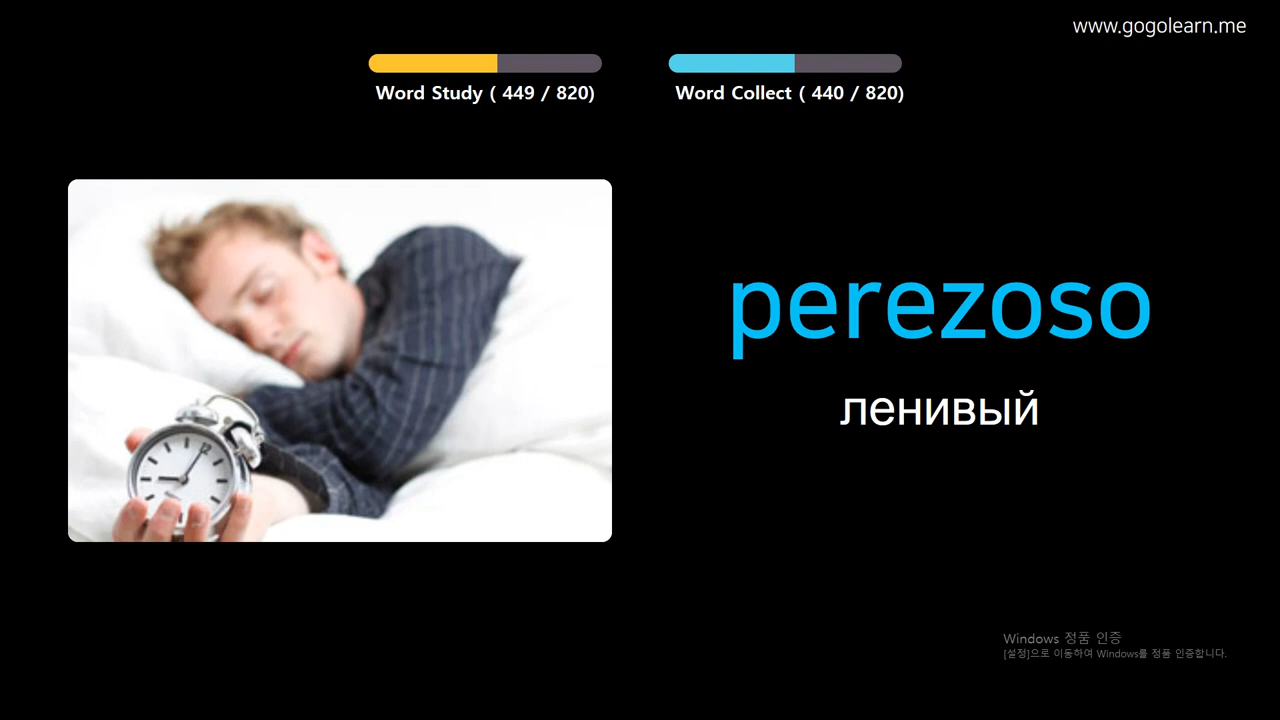 www.gogolearn.me
Word Study ( 449 / 820)
Word Collect ( 440 / 820)
perezoso
ленивый
12
Windows 정품 인증
[설정]으로 이동하여 Windows를 정품 인증합니다.